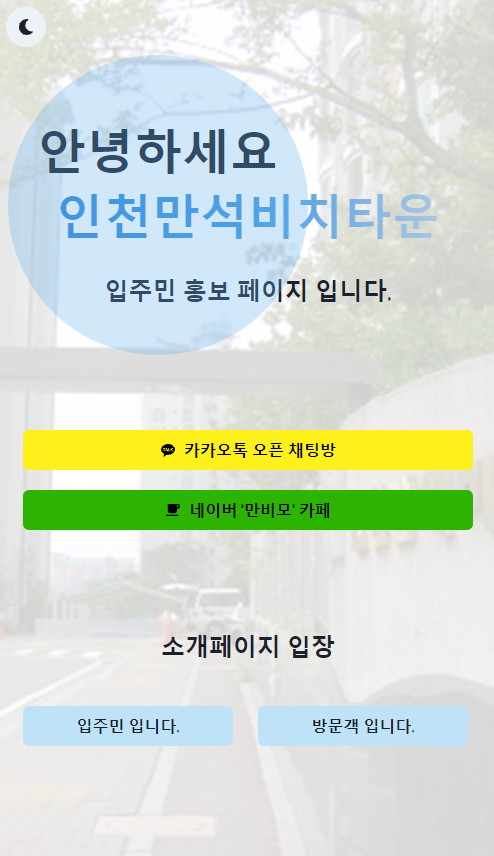 안녕하세요
인천만석비치타운
입주민 홍보 페이지 입니다.
카카오톡 오픈 채팅방
네이버 '만비모' 카페
소개페이지 입장
입주민 입니다.
방문객 입니다.